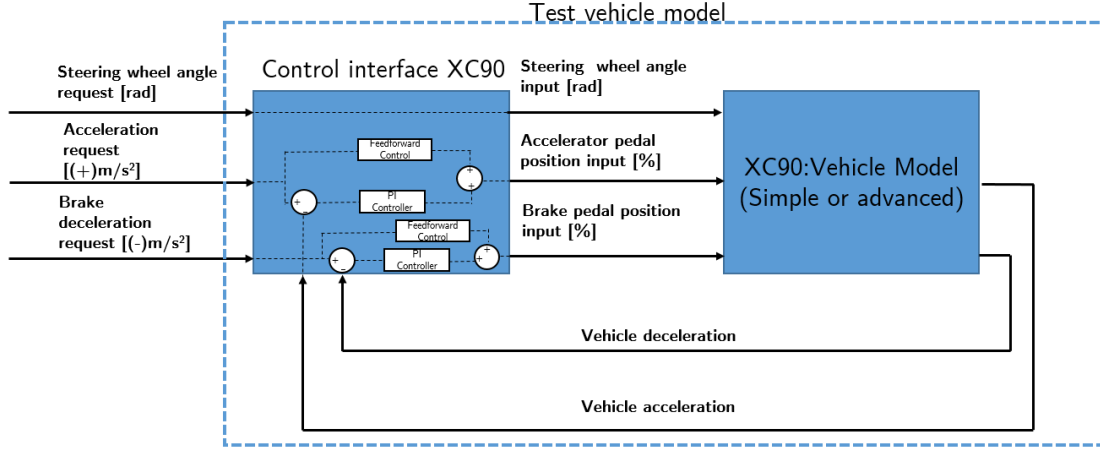 Test vehicle model
Steering wheel angle
request [rad]
Control interface XC90
Steering wheel angle
input [rad]
Acceleration
request
[(+)m/s²]
Feedforward
Control
Accelerator pedal
position input [%]
XC90:Vehicle Model
(Simple or advanced)
+
+
PI
Controller
+
-
Brake
deceleration
request [(-)m/s²]
Feedforward
Control
Brake pedal position
input [%]
+
+
PI
Controller
+
-
Vehicle deceleration
Vehicle acceleration